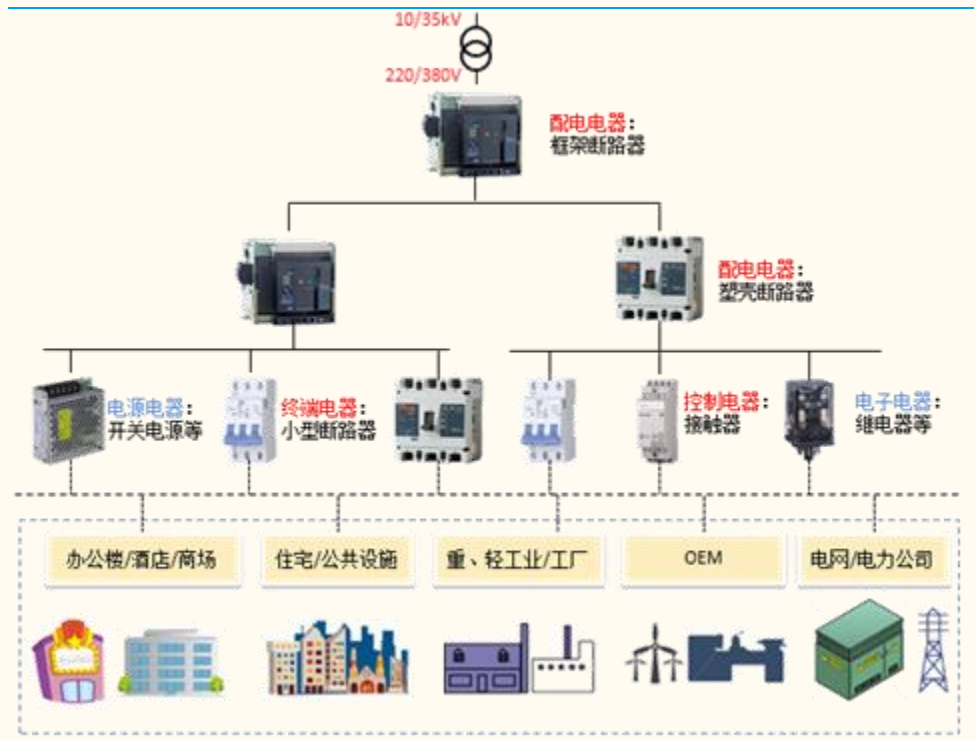 10/35kV
220/380V
配电电器：
框架断路器
配电电器：
塑壳断路器
电源电器：
开关电源等
终端电器：
小型断路器
控制电器：
接触器
电子电器：
继电器等
办公楼/酒店/商场
住宅/公共设施
重、轻工业/工厂
OEM
电网/电力公司